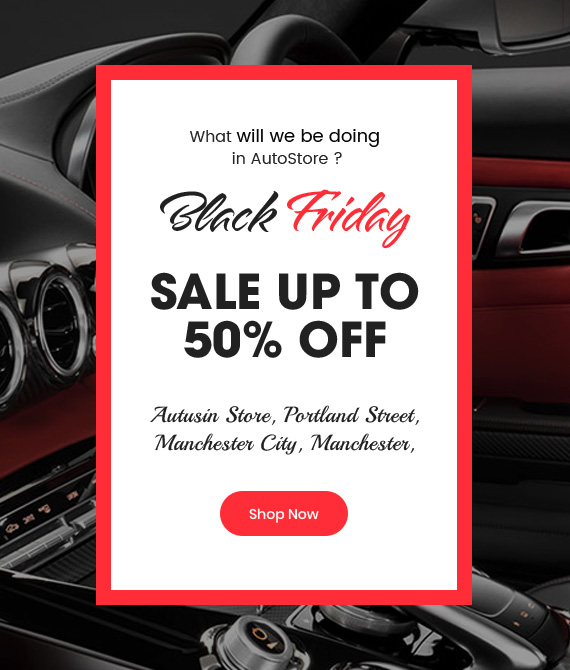 What will we be doing
in AutoStore ?
Black Friday
SALE UP TO
50% OFF
Autusin Store, Portland Street,
Manchester City, Manchester,
Shop Now